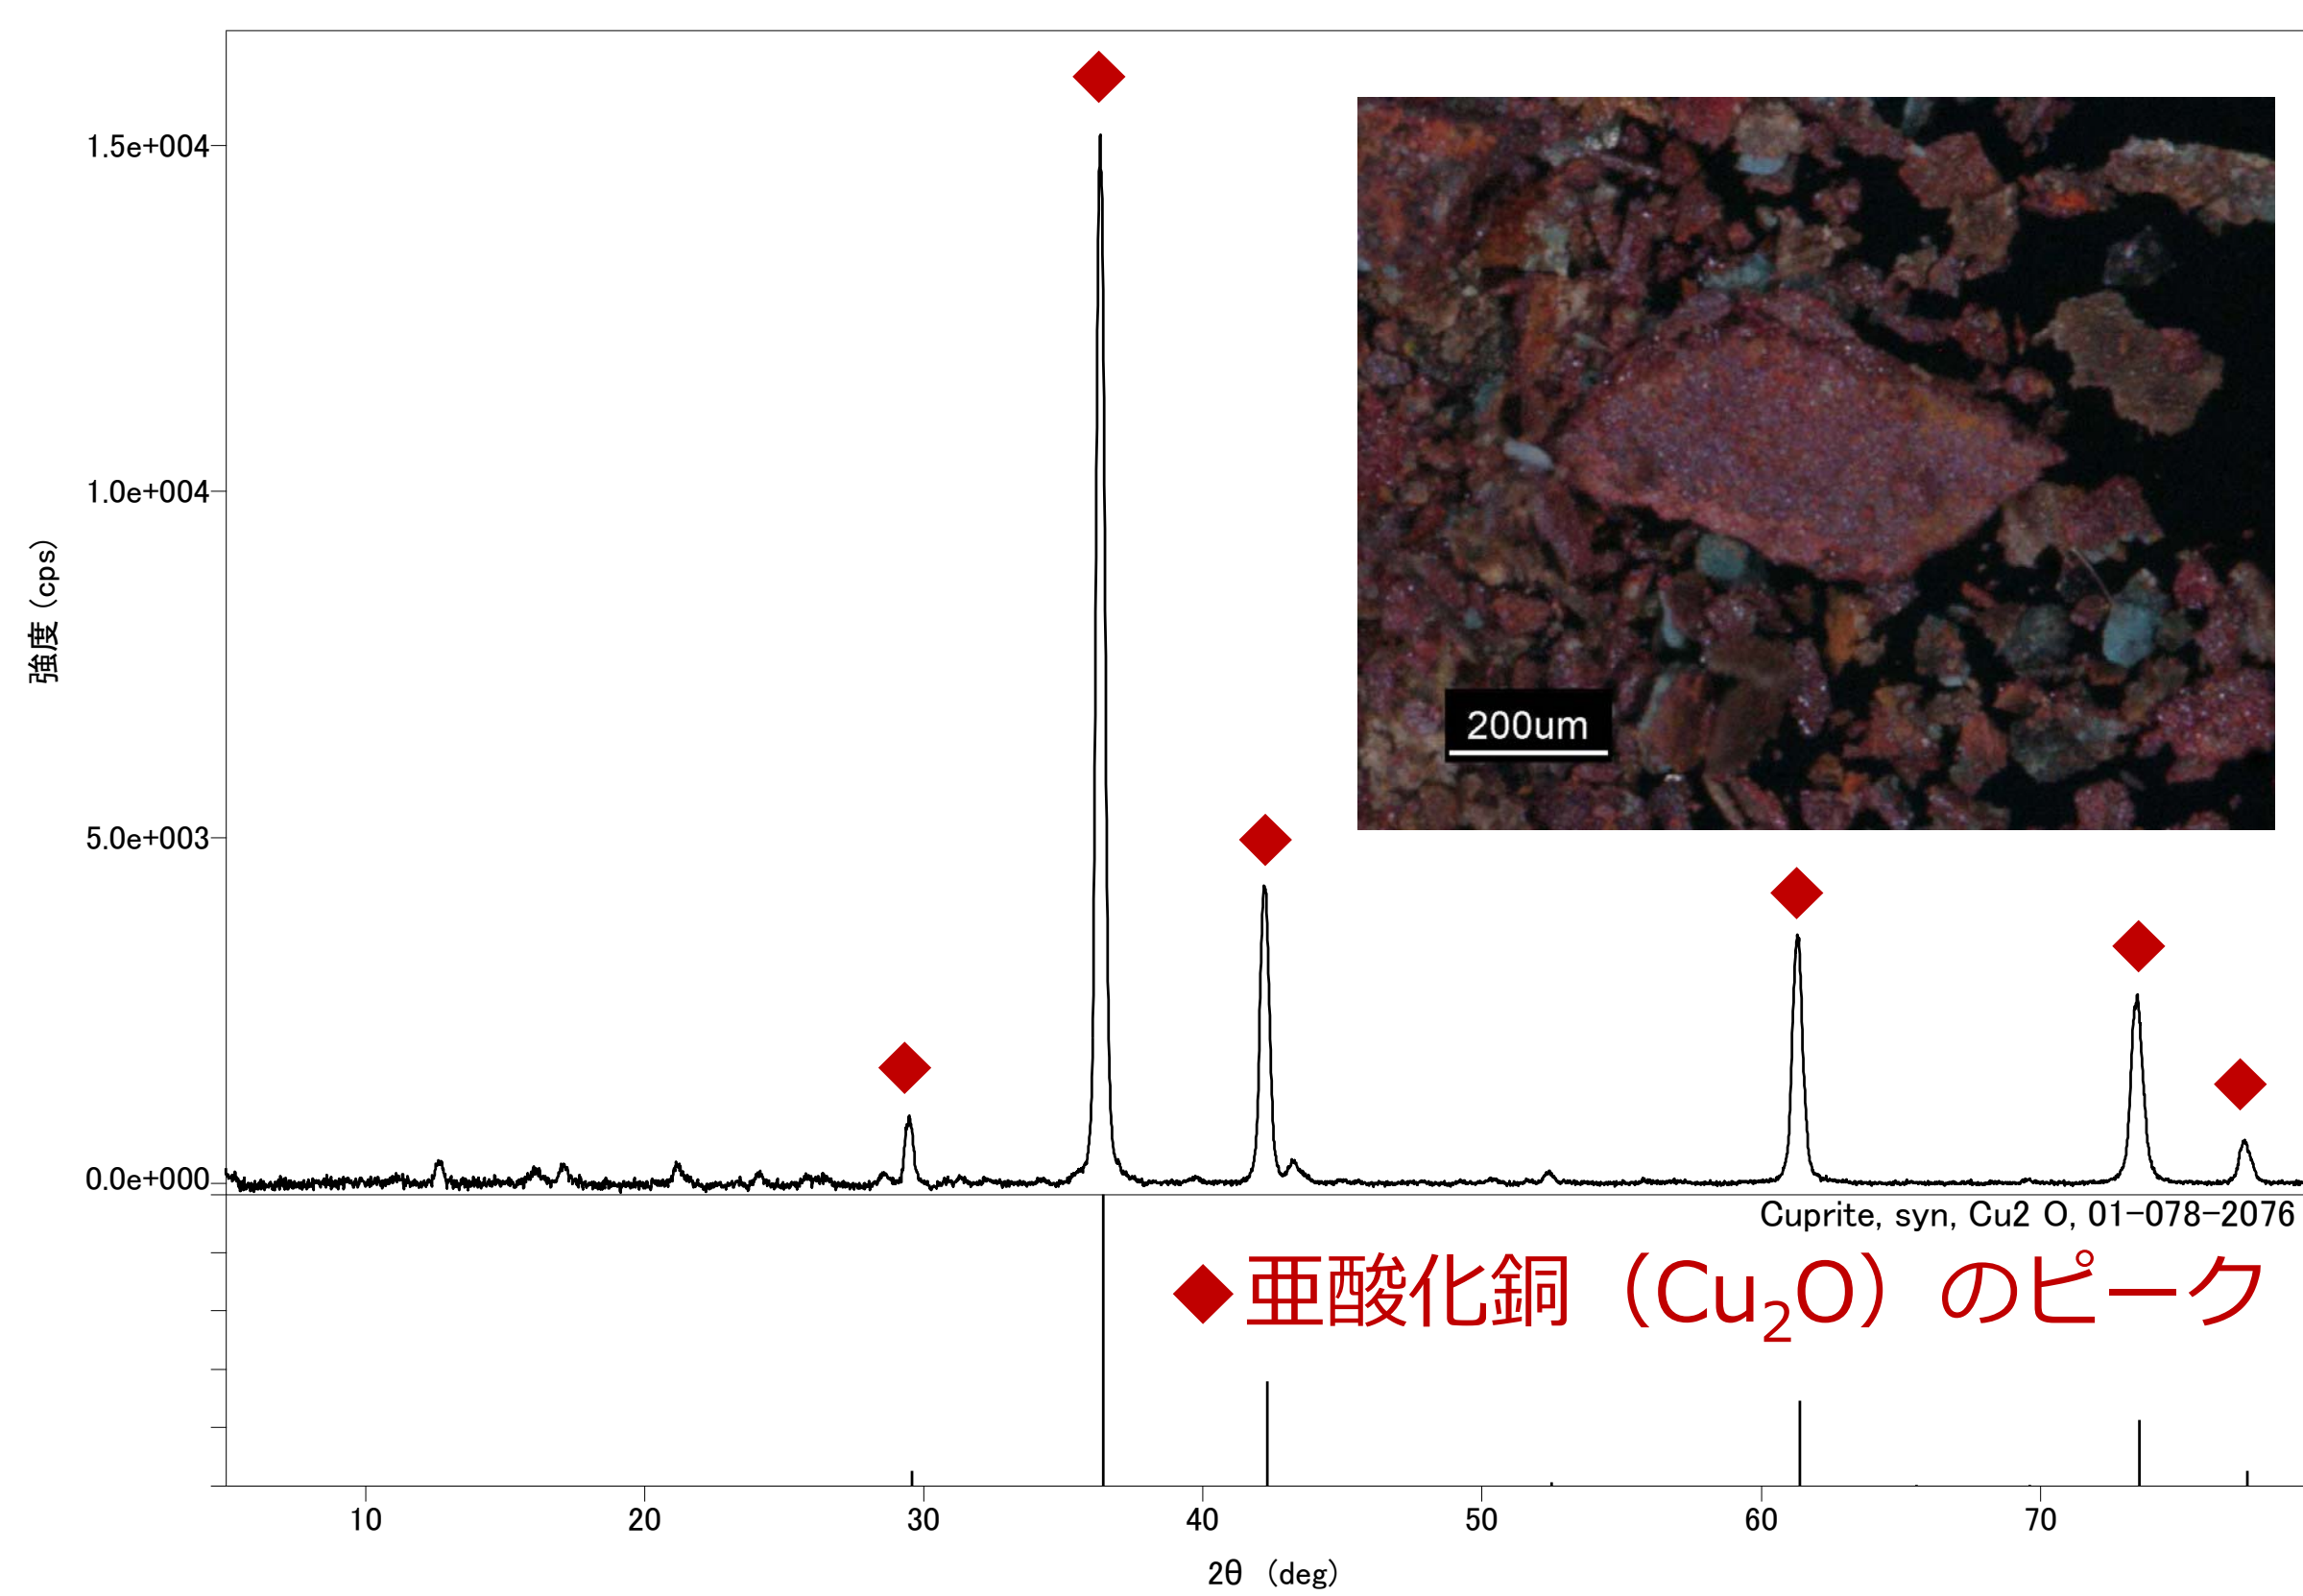 1.5e+004
1.0e+004
5.0e+003
0.0e+000
強度 (cps)
200um
Cuprite, syn, Cu2 O, 01-078-2076
◆亜酸化銅（Cu₂O）のピーク
10 20 30 40 50 60 70
2θ (deg)